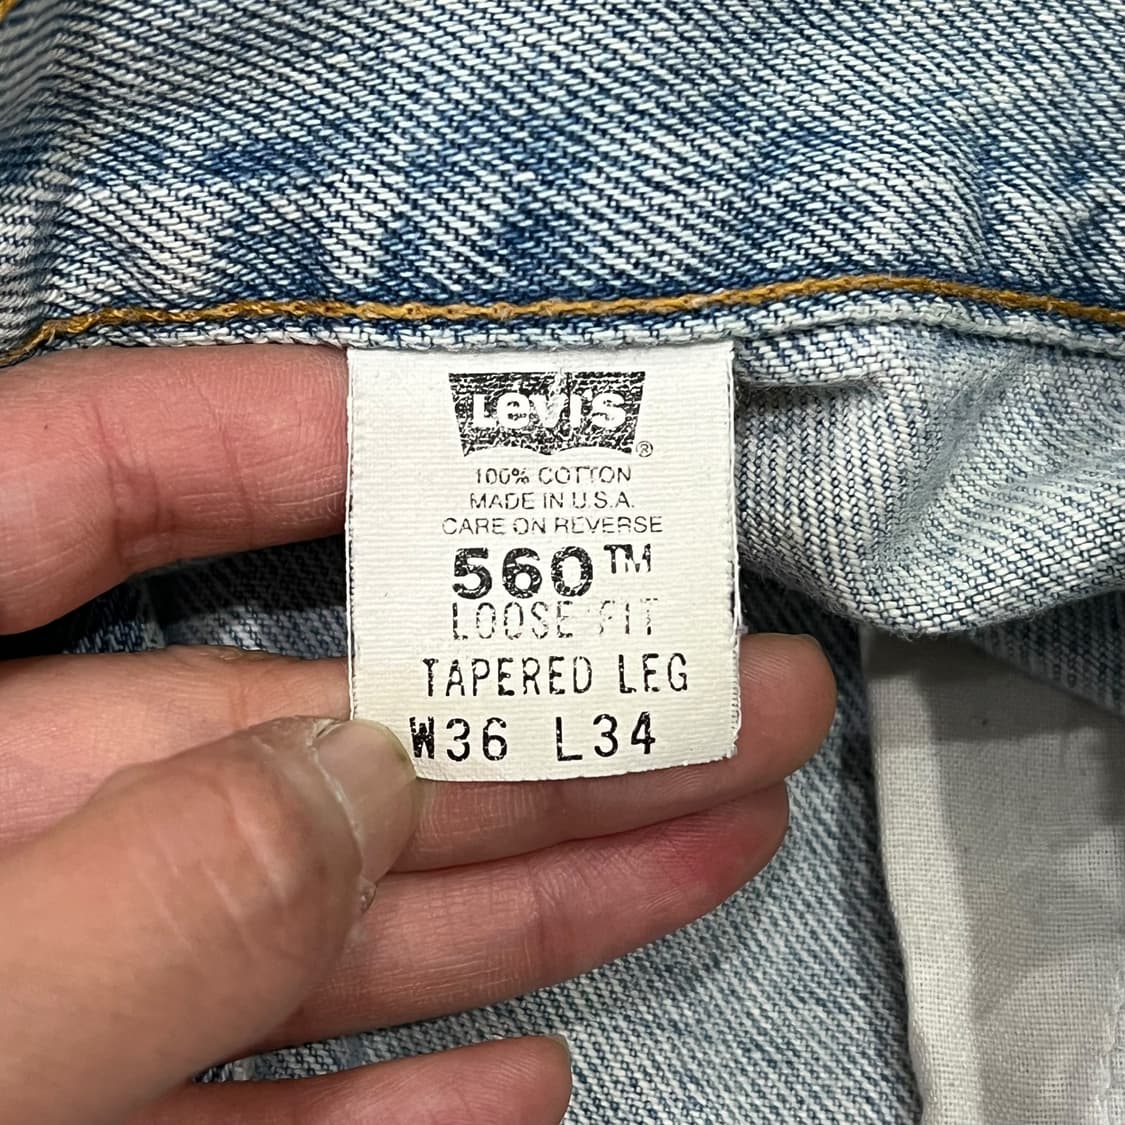 Levi's®
100% COTTON
MADE IN U.S.A.
CARE ON REVERSE
560™
LOOSE FIT
TAPERED LEG
W36 L34